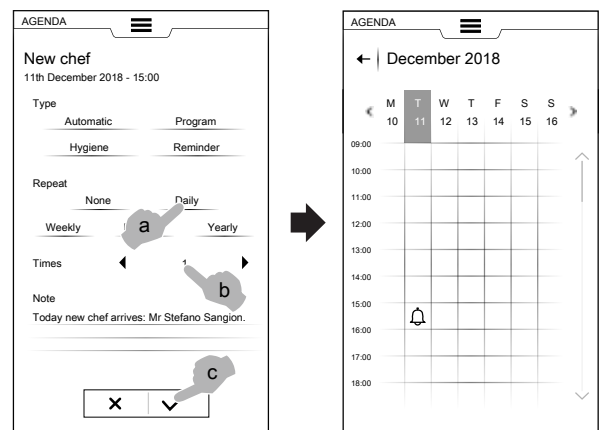 AGENDA
New chef
11th December 2018 - 15:00
Type
Automatic Program
Hygiene Reminder
Repeat
None Daily
Weekly Yearly
a
Times
b
Note
Today new chef arrives: Mr Stefano Sangion.
c
AGENDA
December 2018
M T W T F S S
10 11 12 13 14 15 16
09:00
10:00
11:00
12:00
13:00
14:00
15:00
16:00
17:00
18:00